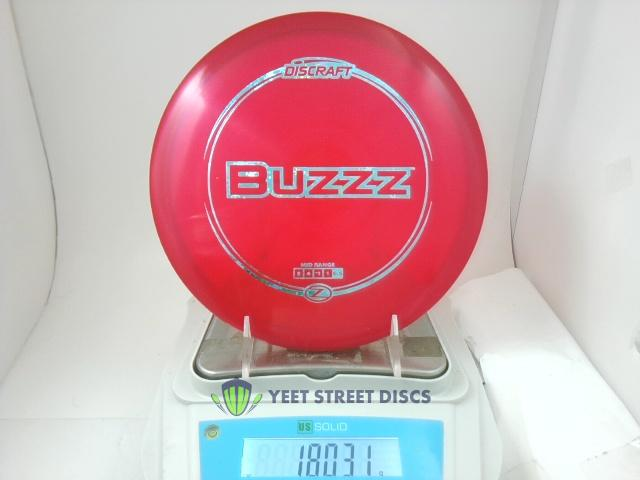 DISCRAFT
BUZZZ
MID RANGE
Z
YEET STREET DISCS
US SOLID
180.31 g